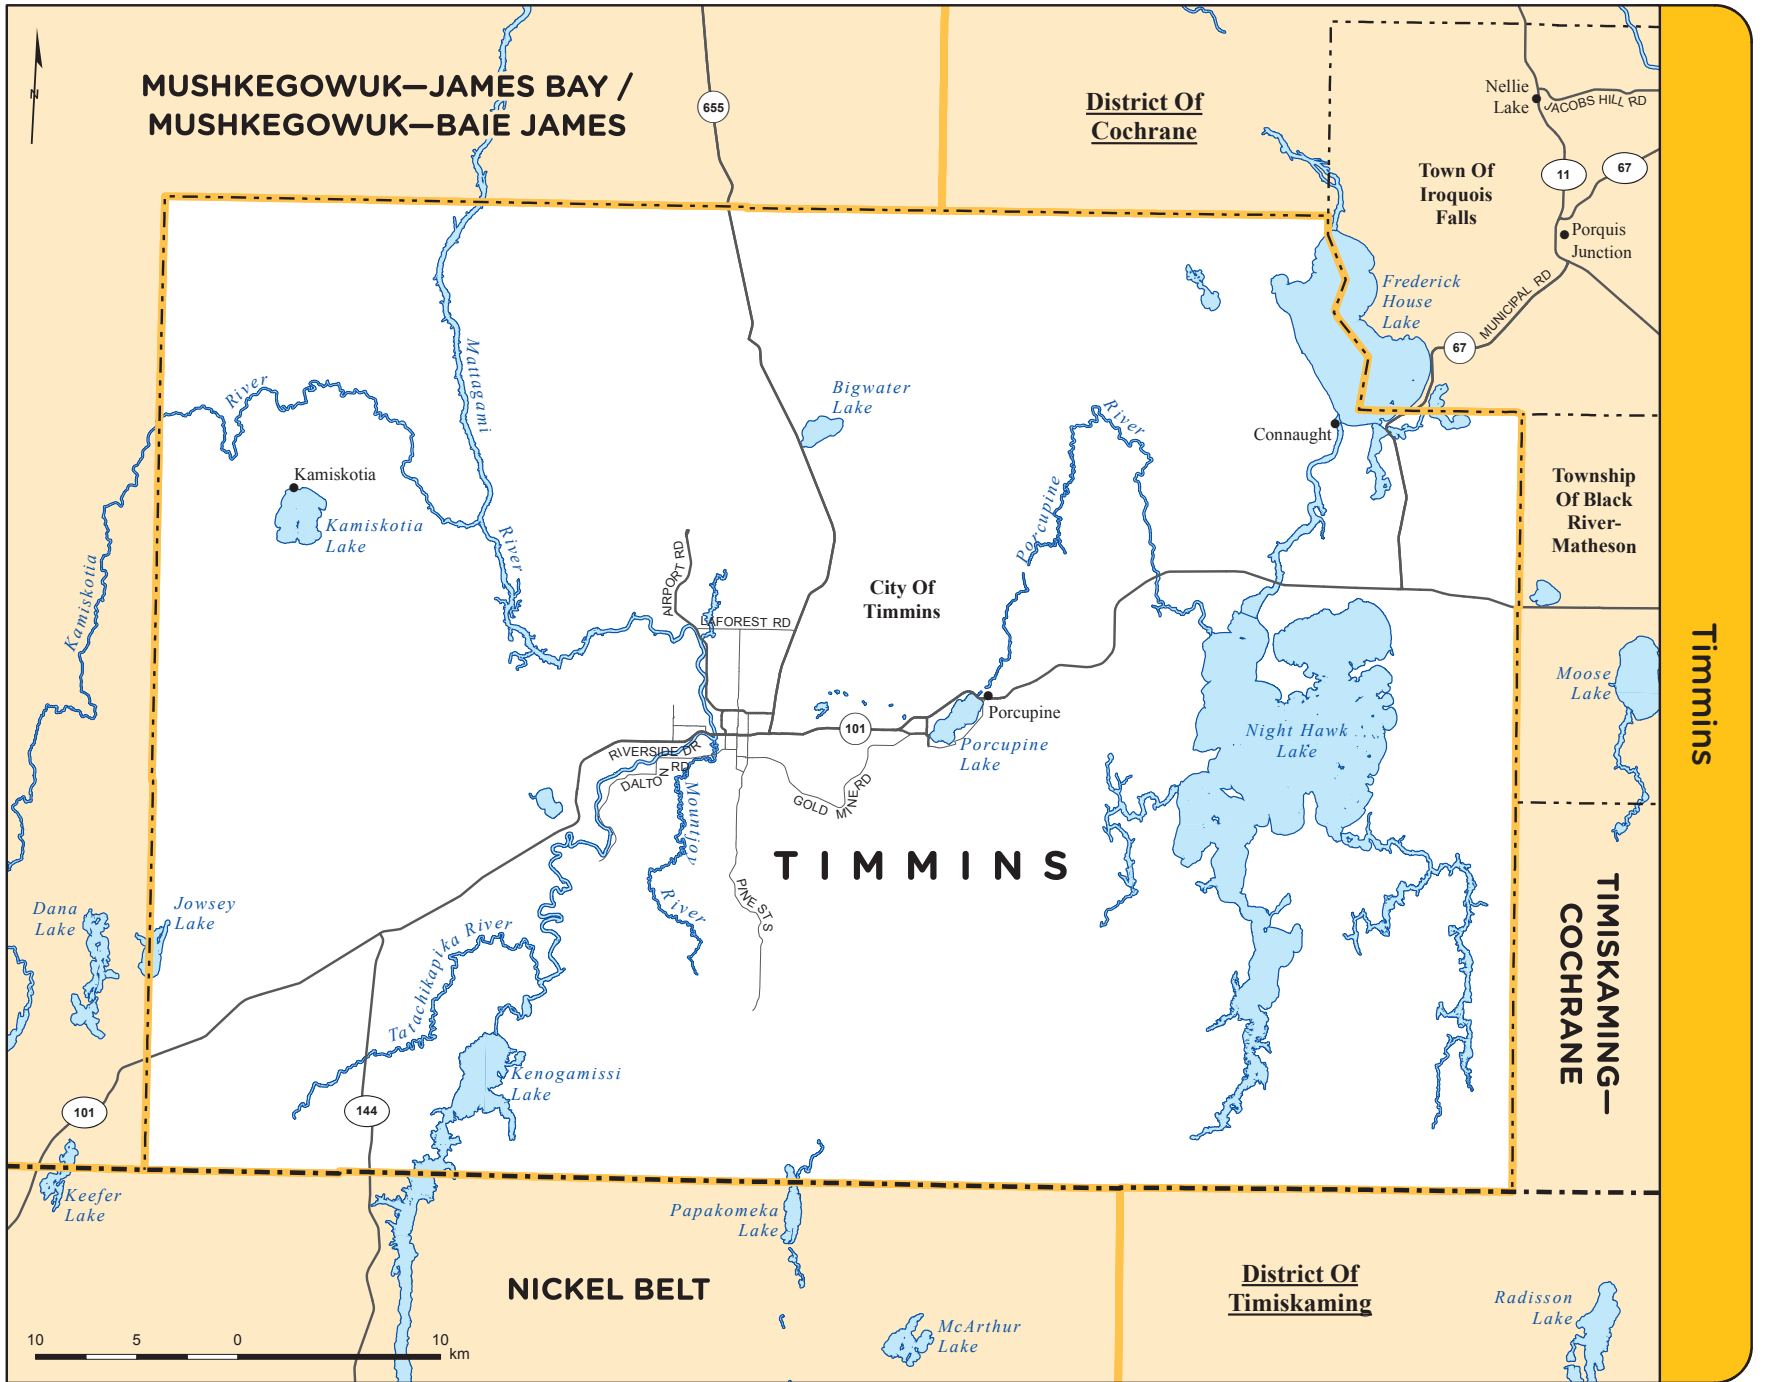 N
MUSHKEGOWUK—JAMES BAY /
MUSHKEGOWUK—BAIE JAMES
655
District Of
Cochrane
Nellie
Lake
JACOBS HILL RD
11
67
Town Of
Iroquois
Falls
Porquis
Junction
Frederick
House
Lake
MUNICIPAL RD
67
River
Mattagami
Bigwater
Lake
River
Connaught
Kamiskotia
Kamiskotia
Lake
River
Kamiskotia
Porcupine
Township
Of Black
River-
Matheson
AIRPORT RD
LAFOREST RD
City Of
Timmins
Moose
Lake
Timmins
Porcupine
101
Porcupine
Lake
Night Hawk
Lake
RIVERSIDE DR
DALTON RD
Mountjoy
River
GOLD MINE RD
TIMMINS
PINE ST S
Dana
Lake
Jowsey
Lake
Tatachikapika River
TIMISKAMING—
COCHRANE
Kenogamissi
Lake
101
144
Keefer
Lake
Papakomeka
Lake
NICKEL BELT
District Of
Timiskaming
Radisson
Lake
McArthur
Lake
10 5 0 10
km